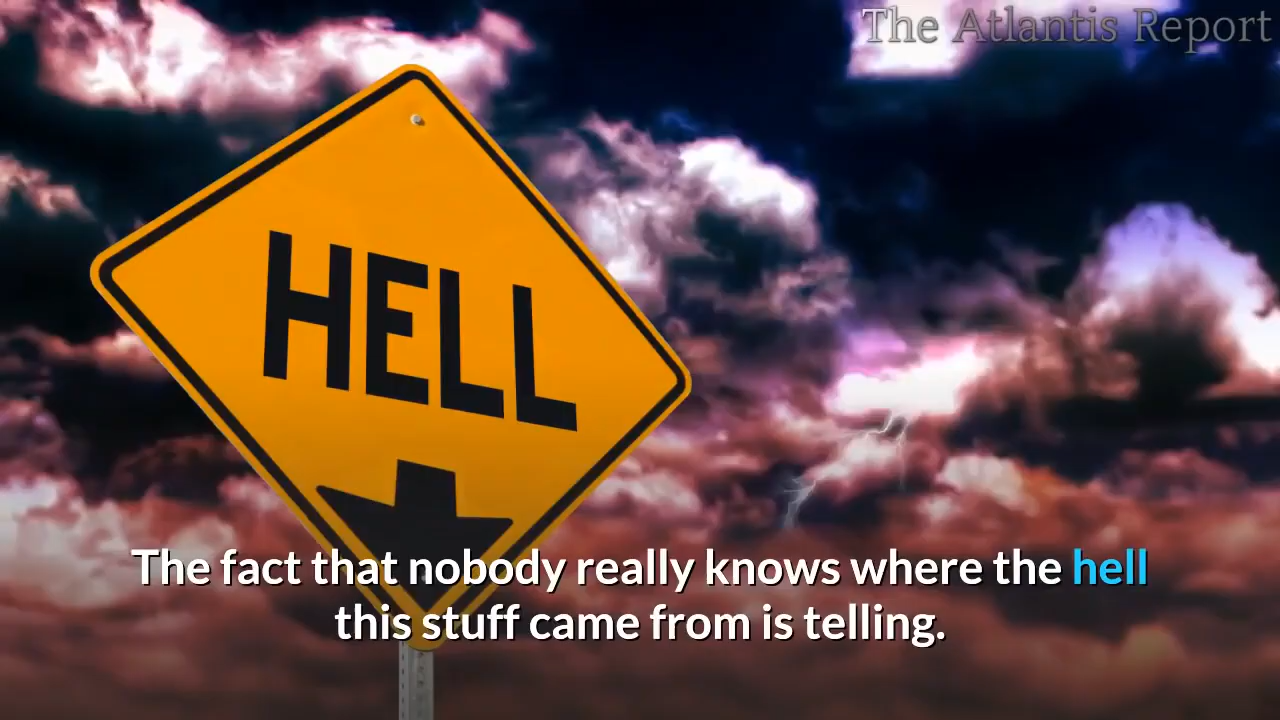 The Atlantis Report
HELL
The fact that nobody really knows where the hell
this stuff came from is telling.